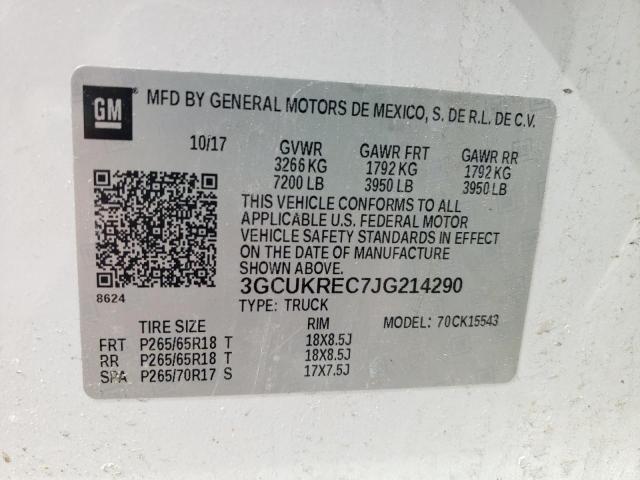 GM MFD BY GENERAL MOTORS DE MEXICO, S. DE R.L. DE C.V.
10/17 GVWR GAWR FRT GAWR RR
3266 KG 1792 KG 1792 KG
7200 LB 3950 LB 3950 LB
THIS VEHICLE CONFORMS TO ALL
APPLICABLE U.S. FEDERAL MOTOR
VEHICLE SAFETY STANDARDS IN EFFECT
ON THE DATE OF MANUFACTURE
SHOWN ABOVE.
3GCUKREC7JG214290
8624 TYPE: TRUCK
TIRE SIZE RIM MODEL: 70CK15543
FRT P265/65R18 T 18X8.5J
RR P265/65R18 T 18X8.5J
SPA P265/70R17 S 17X7.5J